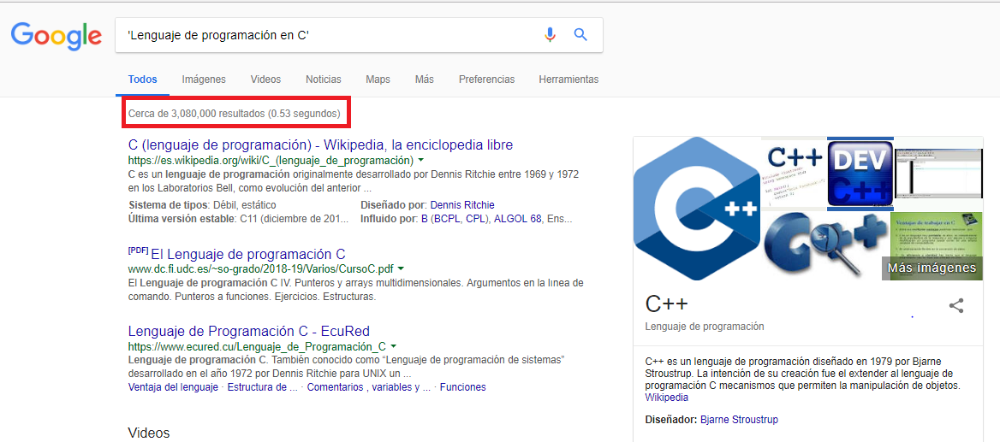 Google
'Lenguaje de programación en C'
Todos Imágenes Videos Noticias Maps Más Preferencias Herramientas
Cerca de 3,080,000 resultados (0.53 segundos)
C (lenguaje de programación) - Wikipedia, la enciclopedia libre
https://es.wikipedia.org/wiki/C_(lenguaje_de_programación)
C es un lenguaje de programación originalmente desarrollado por Dennis Ritchie entre 1969 y 1972
en los Laboratorios Bell, como evolución del anterior ...
Sistema de tipos: Débil, estático Diseñado por: Dennis Ritchie
Última versión estable: C11 (diciembre de 201... Influido por: B (BCPL, CPL), ALGOL 68, Ens...
[PDF] El Lenguaje de programación C
www.dc.fi.udc.es/~so-grado/2018-19/Varios/CursoC.pdf
El Lenguaje de programación C IV. Punteros y arrays multidimensionales. Argumentos en la lınea de
comando. Punteros a funciones. Ejercicios. Estructuras.
Lenguaje de Programación C - EcuRed
https://www.ecured.cu/Lenguaje_de_Programación_C
Lenguaje de programación C. También conocido como “Lenguaje de programación de sistemas”
desarrollado en el año 1972 por Dennis Ritchie para UNIX un ...
Ventaja del lenguaje · Estructura de ... · Comentarios , variables y ... · Funciones
Videos
C++
C++
DEV
C++
C++
Ventajas de trabajar en C
Más imágenes
C++
Lenguaje de programación
C++ es un lenguaje de programación diseñado en 1979 por Bjarne
Stroustrup. La intención de su creación fue el extender al lenguaje de
programación C mecanismos que permiten la manipulación de objetos.
Wikipedia
Diseñador: Bjarne Stroustrup